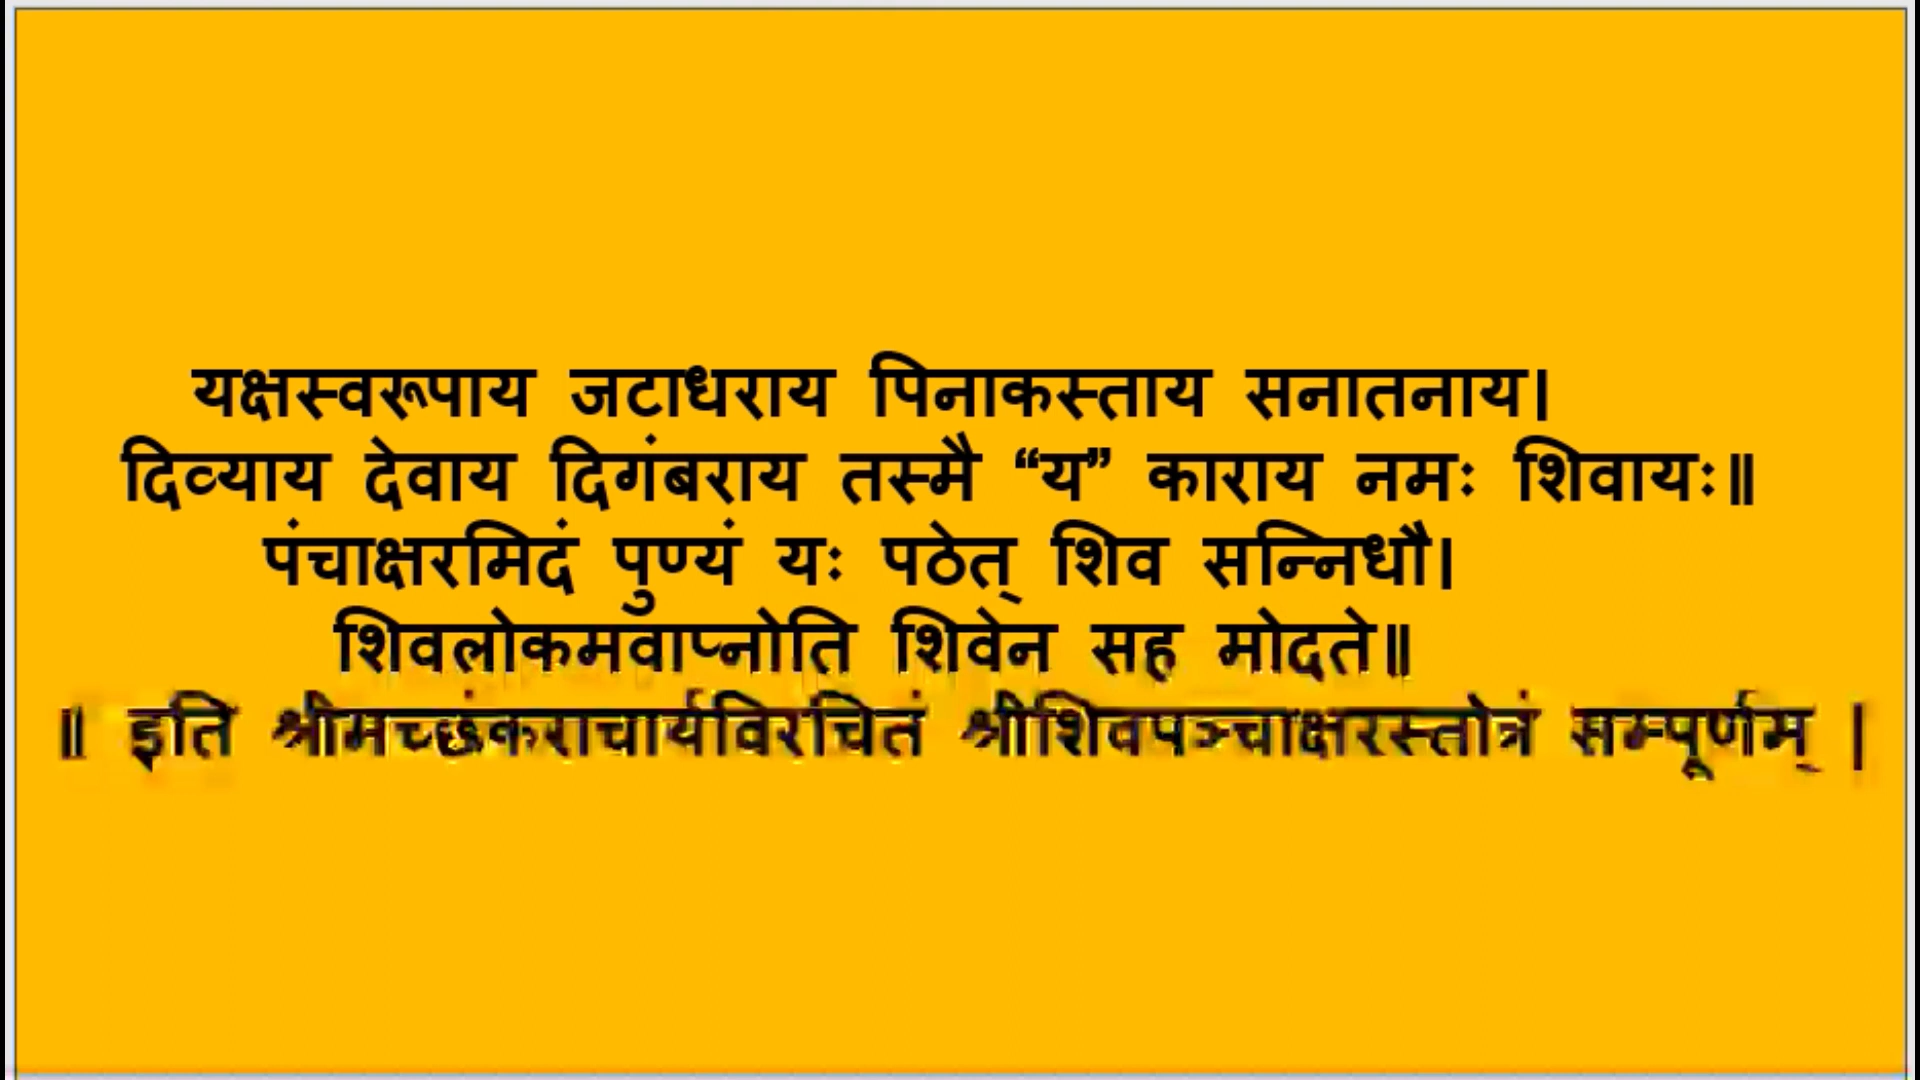 यक्षस्वरूपाय जटाधराय पिनाकस्ताय सनातनाय।
दिव्याय देवाय दिगंबराय तस्मै “य” काराय नमः शिवायः॥
पंचाक्षरमिदं पुण्यं यः पठेत् शिव सन्निधौ।
शिवलोकमवाप्नोति शिवेन सह मोदते॥
॥ इति श्रीमच्छंकराचार्यविरचितं श्रीशिवपञ्चाक्षरस्तोत्रं सम्पूर्णम् |